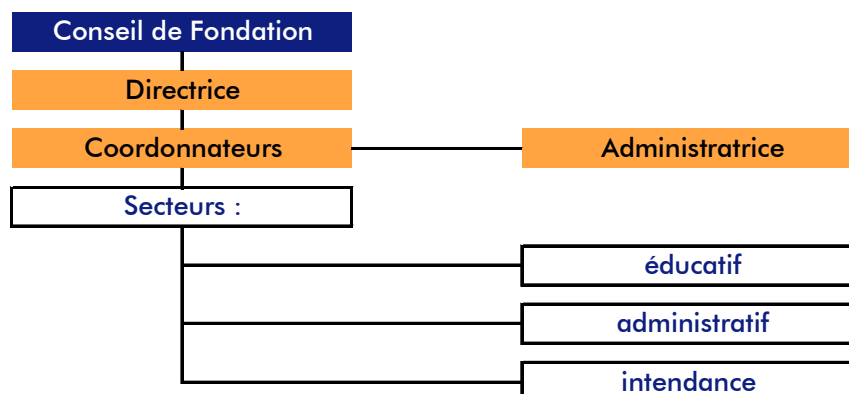 Conseil de Fondation
Directrice
Coordonnateurs
Administratrice
Secteurs :
éducatif
administratif
intendance